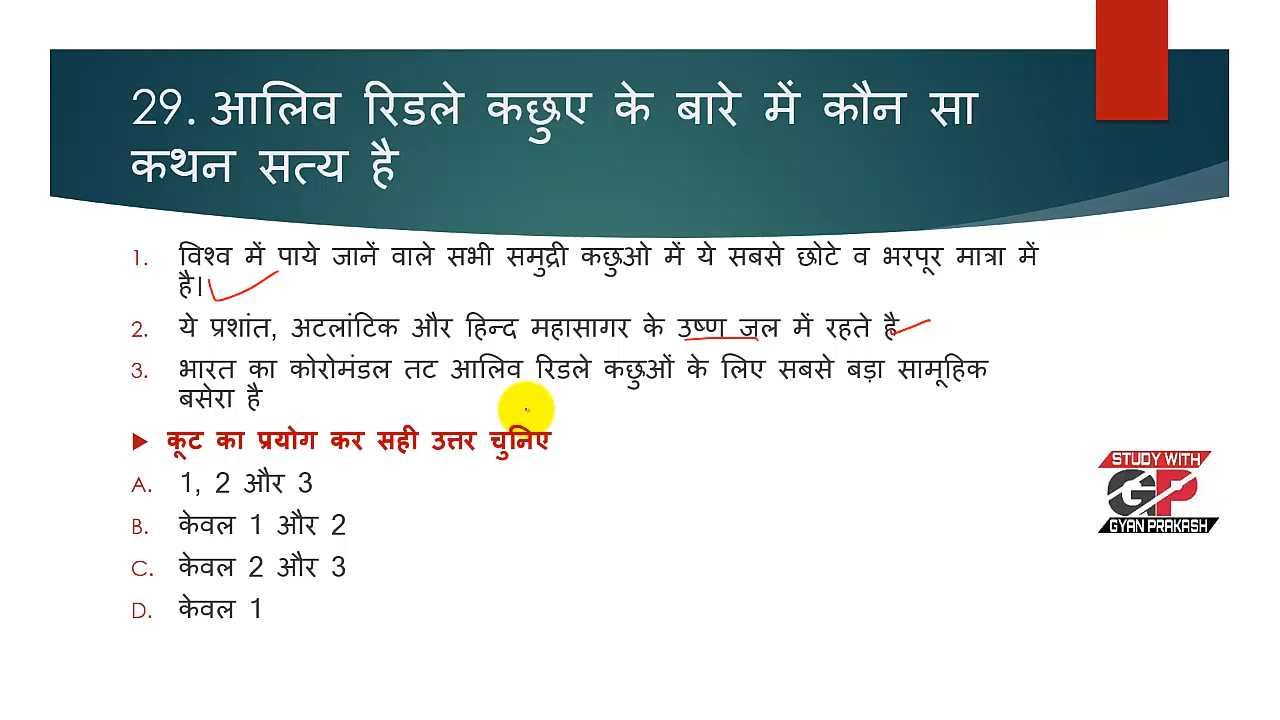 29. आलिव रिडले कछुए के बारे में कौन सा
कथन सत्य है
1. विश्व में पाये जानें वाले सभी समुद्री कछुओ में ये सबसे छोटे व भरपूर मात्रा में
है।
2. ये प्रशांत, अटलांटिक और हिन्द महासागर के उष्ण जल में रहते है
3. भारत का कोरोमंडल तट आलिव रिडले कछुओं के लिए सबसे बड़ा सामूहिक
बसेरा है
कूट का प्रयोग कर सही उत्तर चुनिए
A. 1, 2 और 3
B. केवल 1 और 2
C. केवल 2 और 3
D. केवल 1
STUDY WITH
GP
GYAN PRAKASH